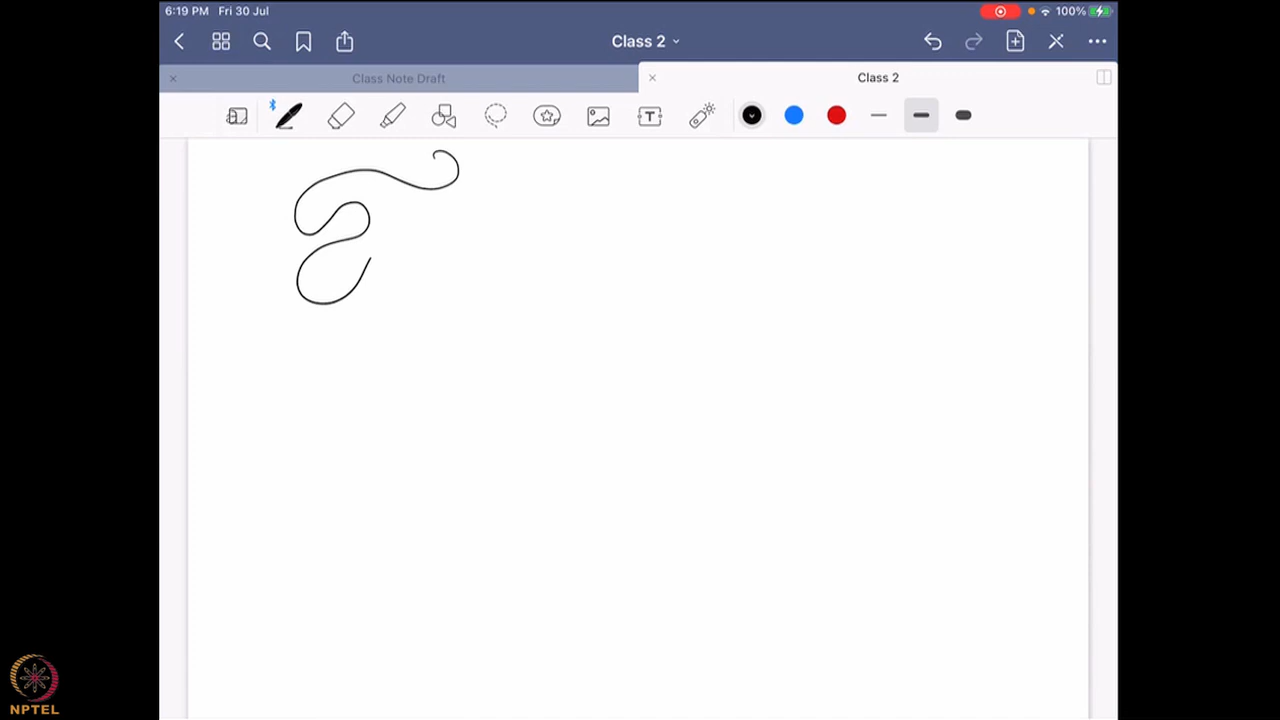 6:19 PM Fri 30 Jul 100%
Class 2
Class Note Draft Class 2
T
NPTEL